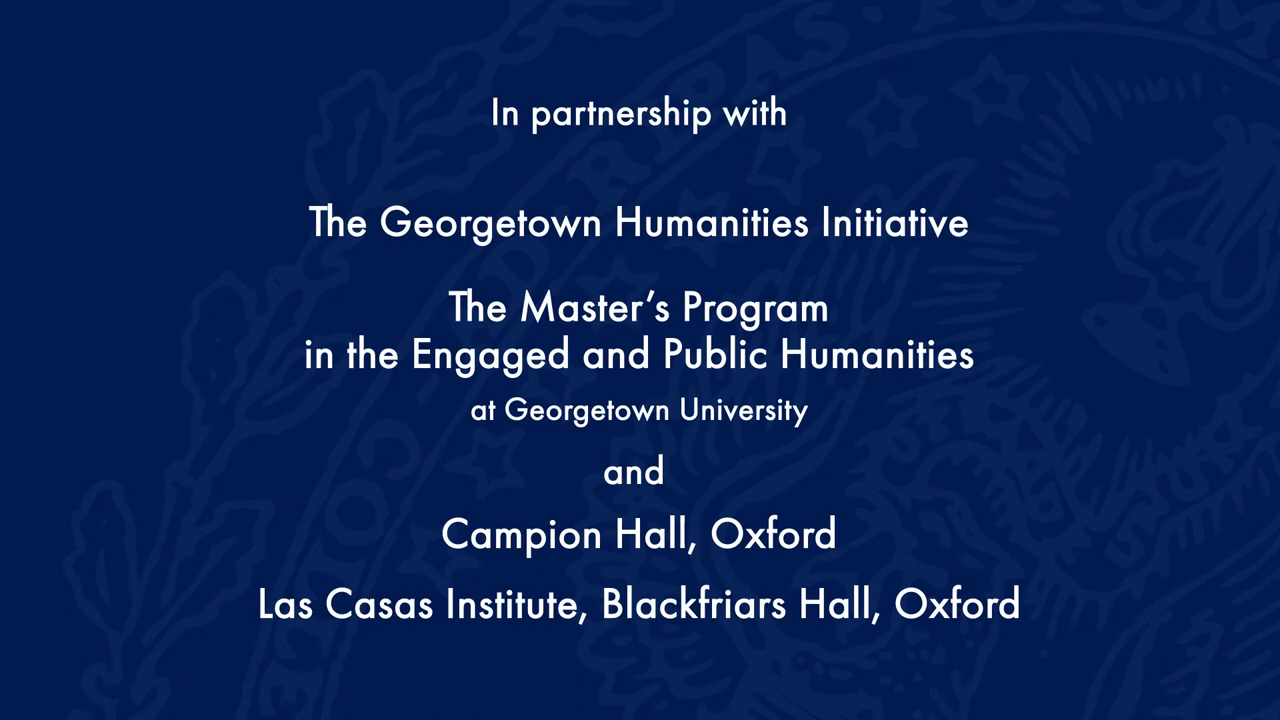 In partnership with
The Georgetown Humanities Initiative
The Master’s Program
in the Engaged and Public Humanities
at Georgetown University
and
Campion Hall, Oxford
Las Casas Institute, Blackfriars Hall, Oxford